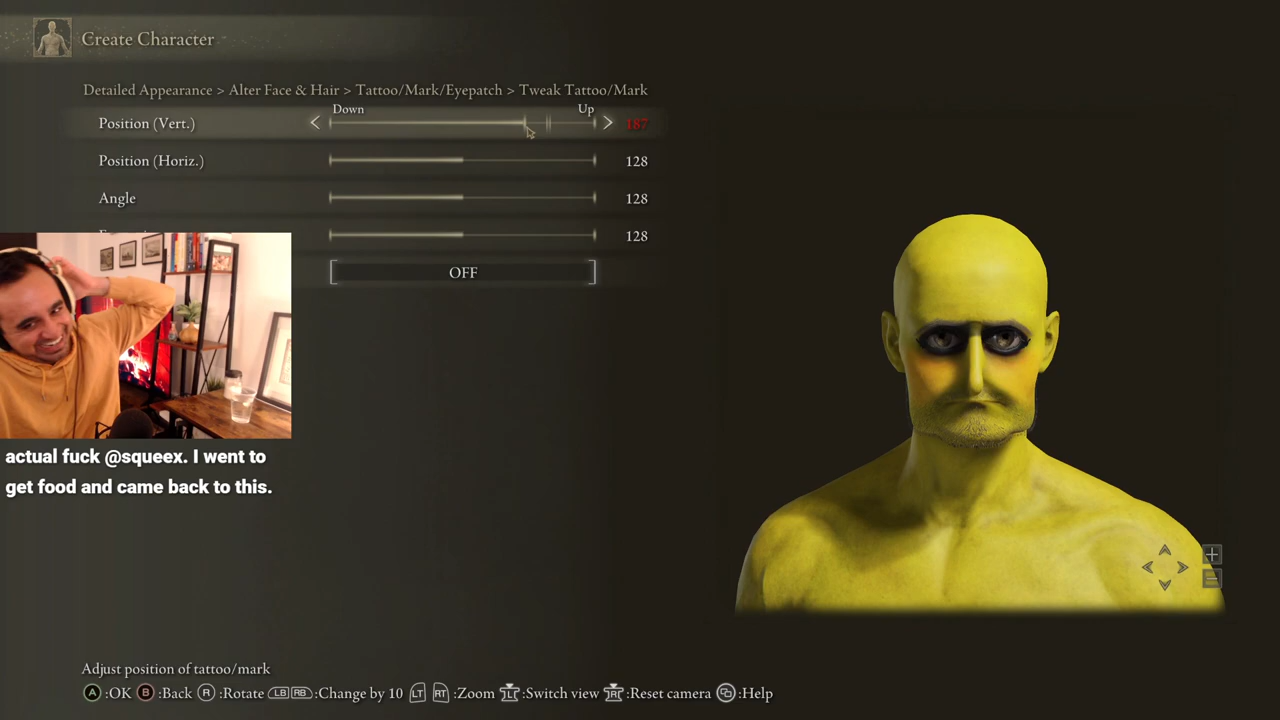 Create Character
Detailed Appearance > Alter Face & Hair > Tattoo/Mark/Eyepatch > Tweak Tattoo/Mark
Down Up
Position (Vert.) 187
Position (Horiz.) 128
Angle 128
128
OFF
actual fuck @squeex. I went to
get food and came back to this.
Adjust position of tattoo/mark
A :OK B :Back R :Rotate LB RB :Change by 10 LT RT :Zoom L :Switch view R :Reset camera :Help